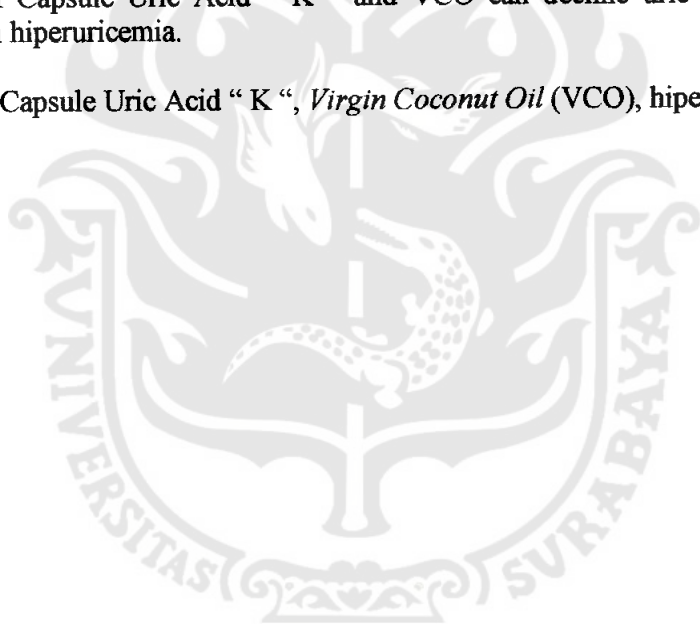 Capsule Uric Acid “ K “ and VCO can decline uric
hiperuricemia.
Capsule Uric Acid “ K “, Virgin Coconut Oil (VCO), hipe
UNIVERSITAS SURABAYA